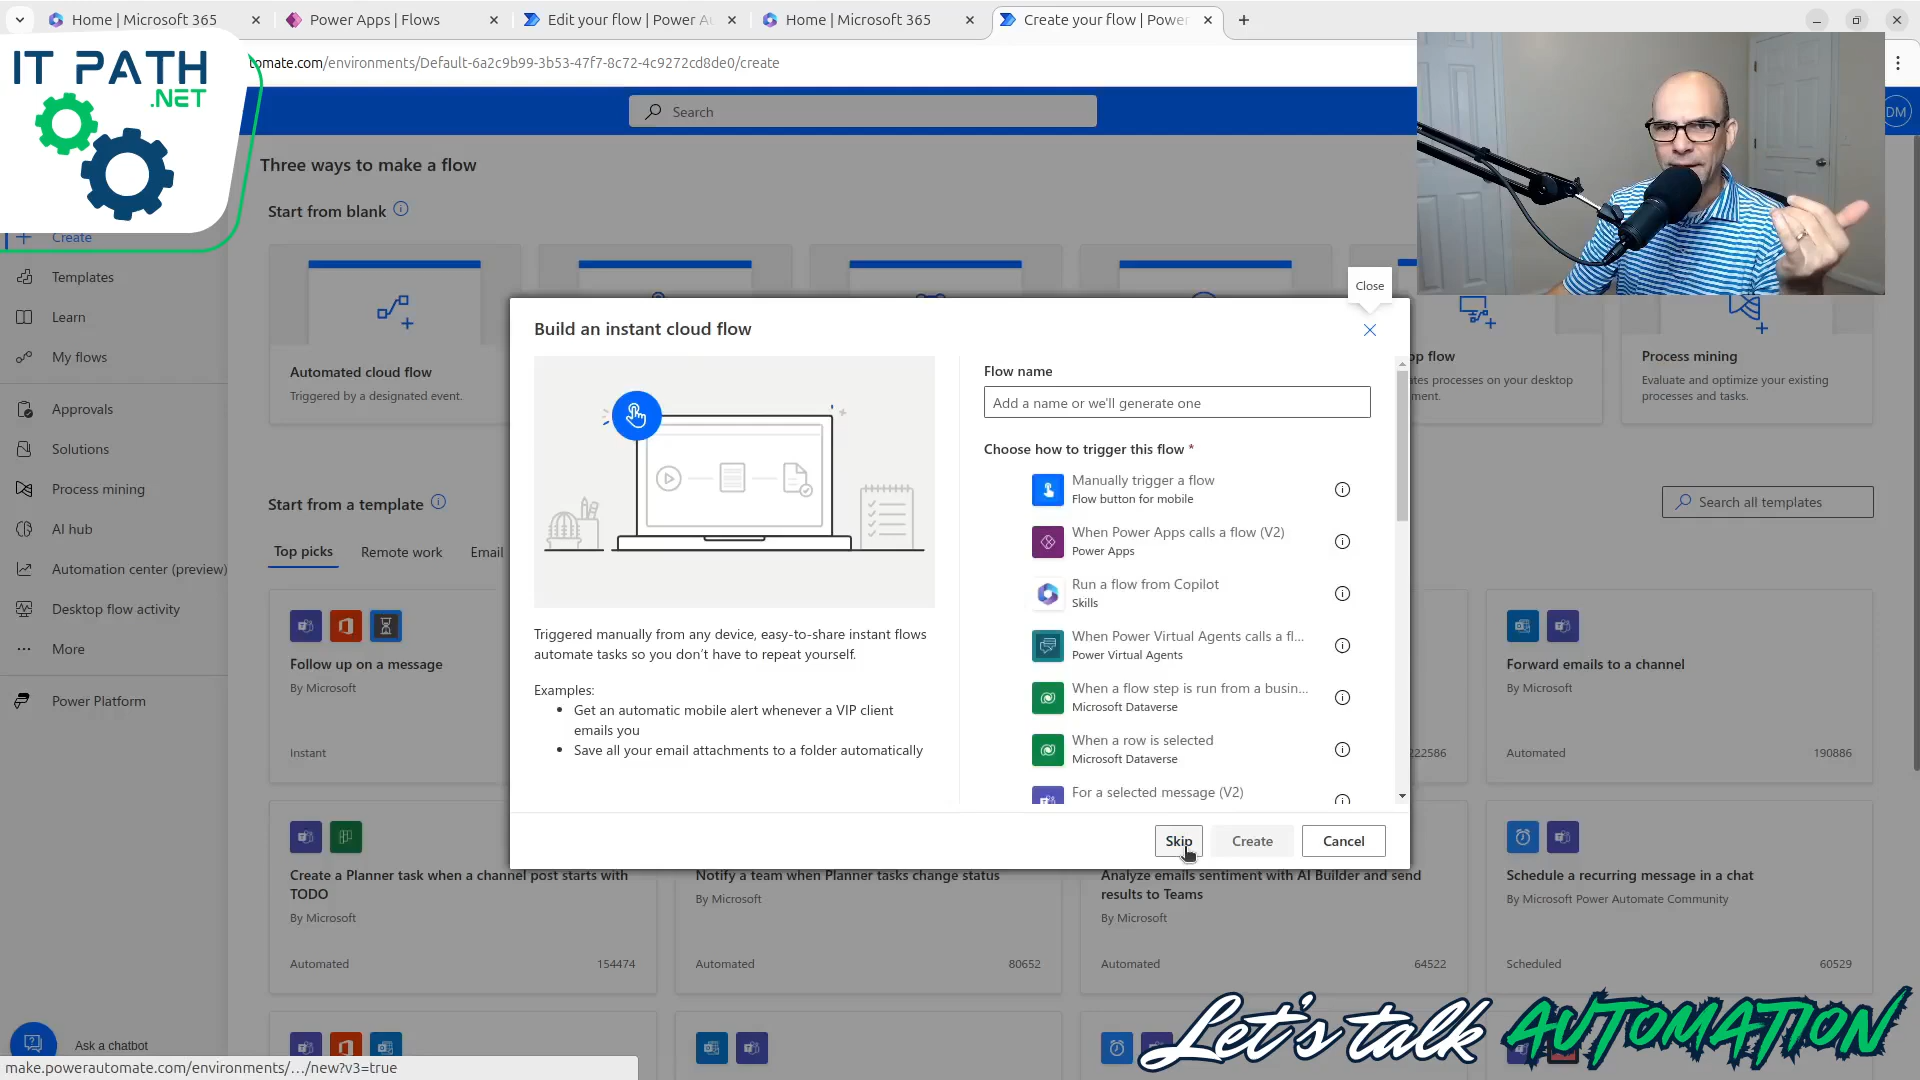 Home | Microsoft 365
Power Apps | Flows
Edit your flow | Power Au
Home | Microsoft 365
Create your flow | Power
IT PATH
.NET
tomate.com/environments/Default-6a2c9b99-3b53-47f7-8c72-4c9272cd8de0/create
Search
DM
Three ways to make a flow
Start from blank
Create
Templates
Learn
My flows
Approvals
Solutions
Process mining
AI hub
Automation center (preview)
Desktop flow activity
More
Power Platform
Ask a chatbot
Automated cloud flow
Triggered by a designated event.
op flow
ates processes on your desktop
ment.
Process mining
Evaluate and optimize your existing
processes and tasks.
Close
Build an instant cloud flow
Triggered manually from any device, easy-to-share instant flows
automate tasks so you don’t have to repeat yourself.
Examples:
Get an automatic mobile alert whenever a VIP client
emails you
Save all your email attachments to a folder automatically
Flow name
Add a name or we'll generate one
Choose how to trigger this flow *
Manually trigger a flow
Flow button for mobile
When Power Apps calls a flow (V2)
Power Apps
Run a flow from Copilot
Skills
When Power Virtual Agents calls a fl...
Power Virtual Agents
When a flow step is run from a busin...
Microsoft Dataverse
When a row is selected
Microsoft Dataverse
For a selected message (V2)
Skip
Create
Cancel
Start from a template
Search all templates
Top picks
Remote work
Email
Follow up on a message
By Microsoft
Instant
222586
Forward emails to a channel
By Microsoft
Automated
190886
Create a Planner task when a channel post starts with
TODO
By Microsoft
Automated
154474
Notify a team when Planner tasks change status
By Microsoft
Automated
80652
Analyze emails sentiment with AI Builder and send
results to Teams
By Microsoft
Automated
64522
Schedule a recurring message in a chat
By Microsoft Power Automate Community
Scheduled
60529
Let's talk AUTOMATION
make.powerautomate.com/environments/…/new?v3=true